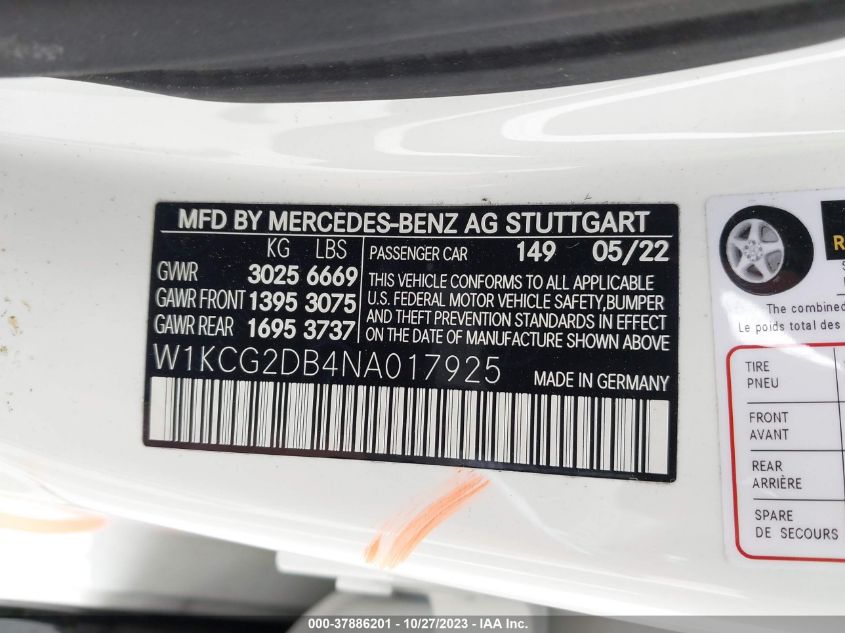 MFD BY MERCEDES-BENZ AG STUTTGART
KG LBS
GVWR 3025 6669
GAWR FRONT 1395 3075
GAWR REAR 1695 3737
PASSENGER CAR 149 05/22
THIS VEHICLE CONFORMS TO ALL APPLICABLE
U.S. FEDERAL MOTOR VEHICLE SAFETY,BUMPER
AND THEFT PREVENTION STANDARDS IN EFFECT
ON THE DATE OF MANUFACTURE SHOWN ABOVE
W1KCG2DB4NA017925
MADE IN GERMANY
The combined
Le poids total des
TIRE
PNEU
FRONT
AVANT
REAR
ARRIÈRE
SPARE
DE SECOURS
000-37886201 - 10/27/2023 - IAA Inc.